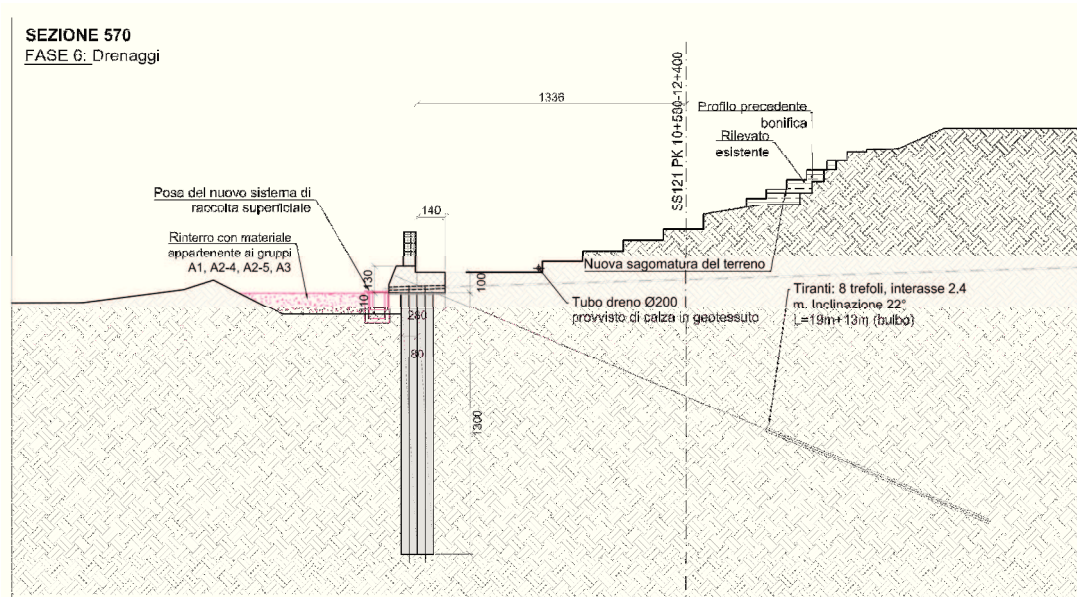 SEZIONE 570
FASE 6: Drenaggi
1336
SS121 PK 10+580-12+400
Profilo precedente
bonifica
Rilevato
esistente
Posa del nuovo sistema di
raccolta superficiale
140
Rinterro con materiale
appartenente ai gruppi
A1, A2-4, A2-5, A3
130
100
Nuova sagomatura del terreno
Tubo dreno Ø200
provvisto di calza in geotessuto
Tiranti: 8 trefoli, interasse 2.4
m. Inclinazione 22°
L=19m+13m (bulbo)
310
280
80
1300